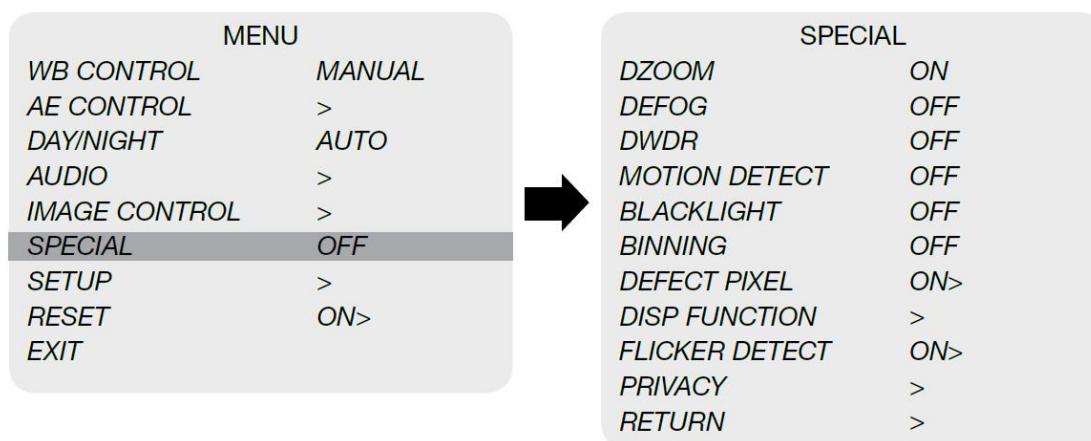 MENU
WB CONTROL MANUAL
AE CONTROL >
DAY/NIGHT AUTO
AUDIO >
IMAGE CONTROL >
SPECIAL OFF
SETUP >
RESET ON>
EXIT
SPECIAL
DZOOM ON
DEFOG OFF
DWDR OFF
MOTION DETECT OFF
BLACKLIGHT OFF
BINNING OFF
DEFECT PIXEL ON>
DISP FUNCTION >
FLICKER DETECT ON>
PRIVACY >
RETURN >